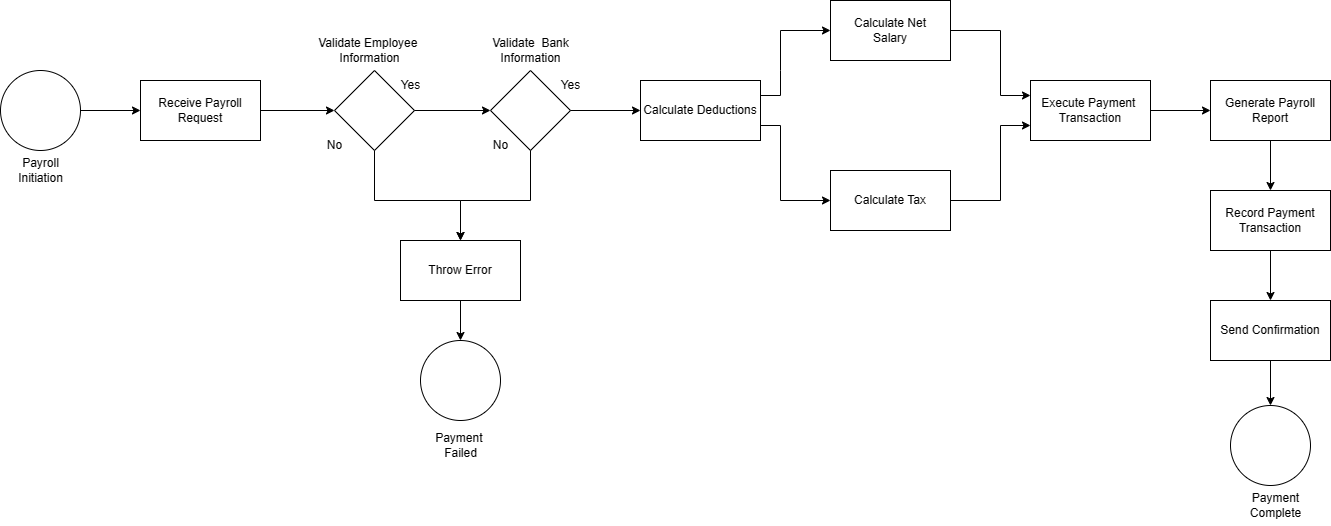 Payroll
Initiation
Receive Payroll
Request
Validate Employee
Information
Yes
No
Validate Bank
Information
Yes
No
Throw Error
Payment
Failed
Calculate Deductions
Calculate Net
Salary
Calculate Tax
Execute Payment
Transaction
Generate Payroll
Report
Record Payment
Transaction
Send Confirmation
Payment
Complete